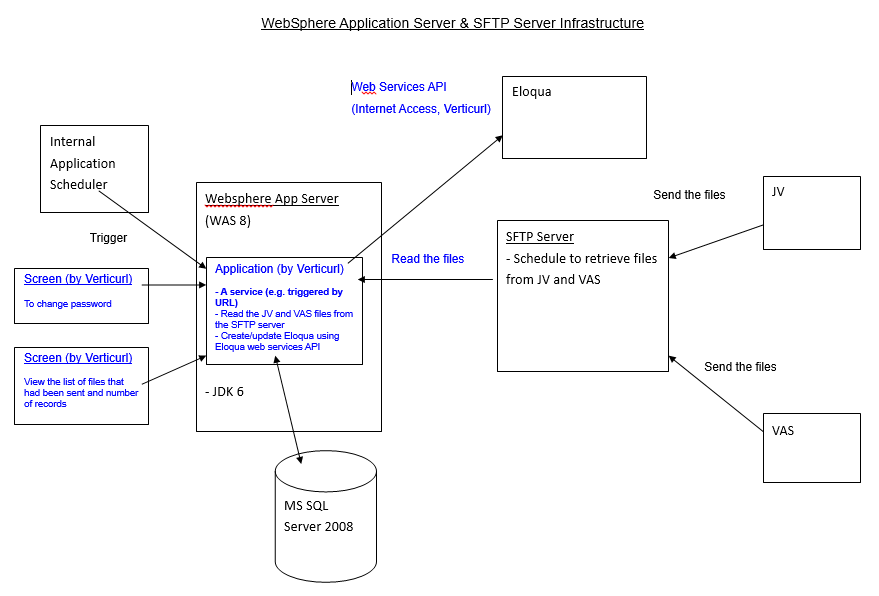 WebSphere Application Server & SFTP Server Infrastructure
Web Services API
(Internet Access, Verticurl)
Eloqua
Internal
Application
Scheduler
Trigger
Websphere App Server
(WAS 8)
Application (by Verticurl)
- A service (e.g. triggered by
URL)
- Read the JV and VAS files from
the SFTP server
- Create/update Eloqua using
Eloqua web services API
- JDK 6
Screen (by Verticurl)
To change password
Screen (by Verticurl)
View the list of files that
had been sent and number
of records
Read the files
SFTP Server
- Schedule to retrieve files
from JV and VAS
Send the files
JV
Send the files
VAS
MS SQL
Server 2008